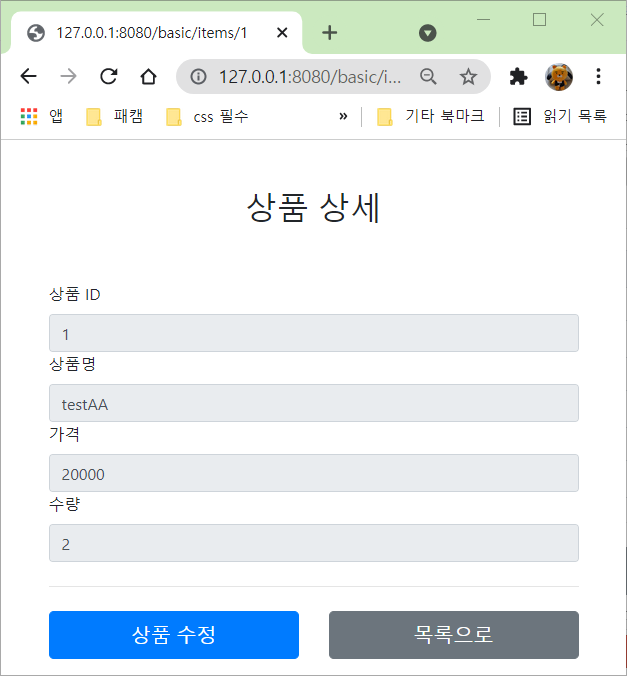 127.0.0.1:8080/basic/items/1
127.0.0.1:8080/basic/i...
앱 패캠 css 필수 » 기타 북마크 읽기 목록
상품 상세
상품 ID
1
상품명
testAA
가격
20000
수량
2
상품 수정 목록으로